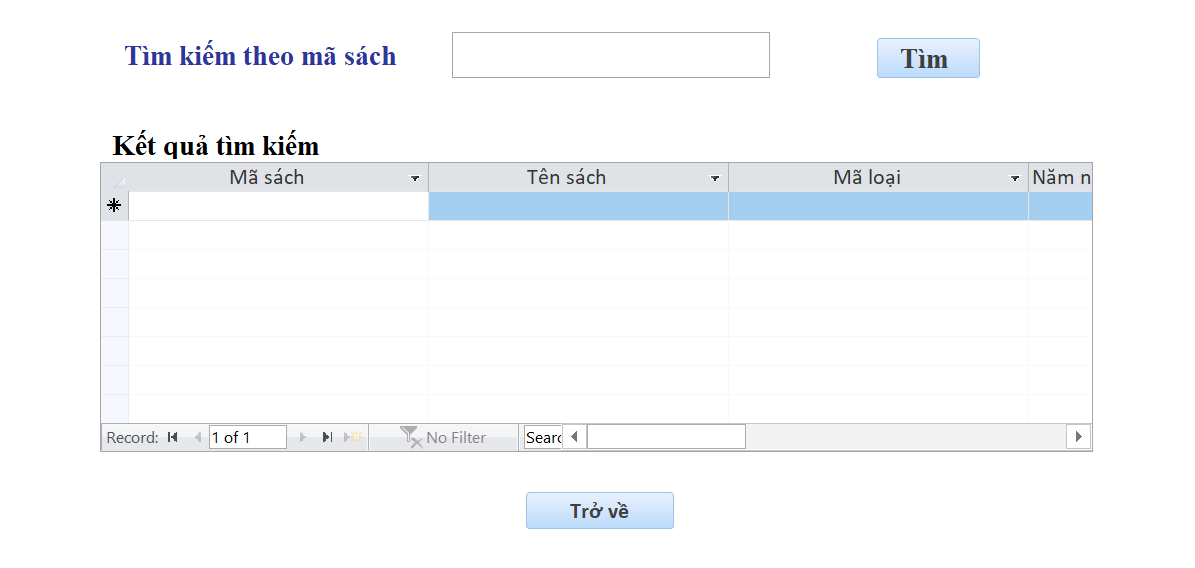 Tìm kiếm theo mã sách Tìm
Kết quả tìm kiếm
Mã sách Tên sách Mã loại Năm n
Record: 1 of 1 No Filter Searc
Trở về